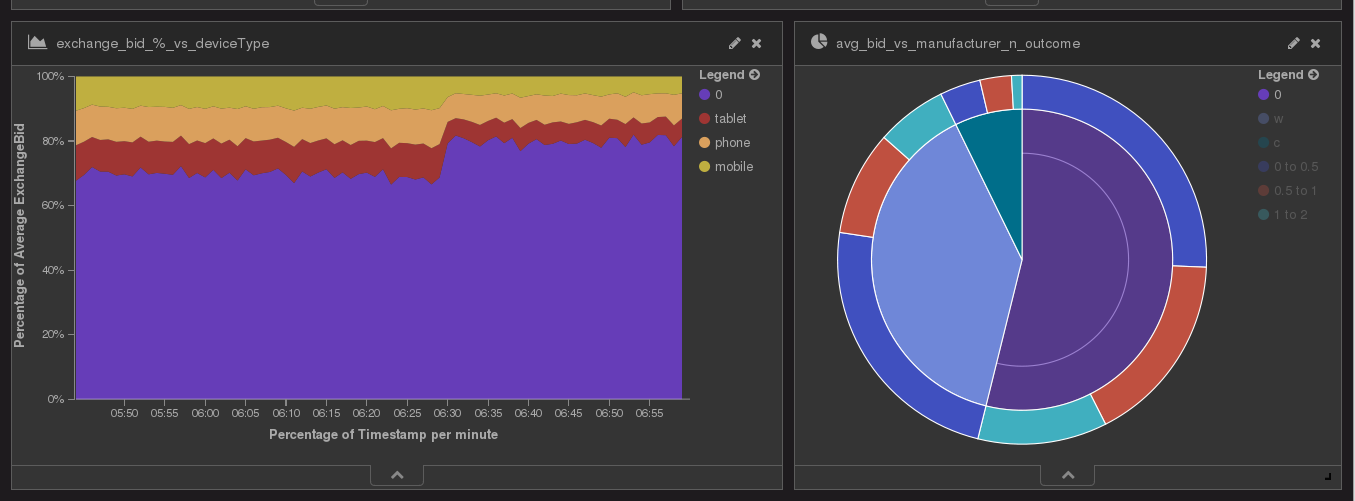 exchange_bid_%_vs_deviceType
100%
80%
60%
40%
20%
0%
Percentage of Average ExchangeBid
05:50 05:55 06:00 06:05 06:10 06:15 06:20 06:25 06:30 06:35 06:40 06:45 06:50 06:55
Percentage of Timestamp per minute
Legend
0
tablet
phone
mobile
avg_bid_vs_manufacturer_n_outcome
Legend
0
w
c
0 to 0.5
0.5 to 1
1 to 2